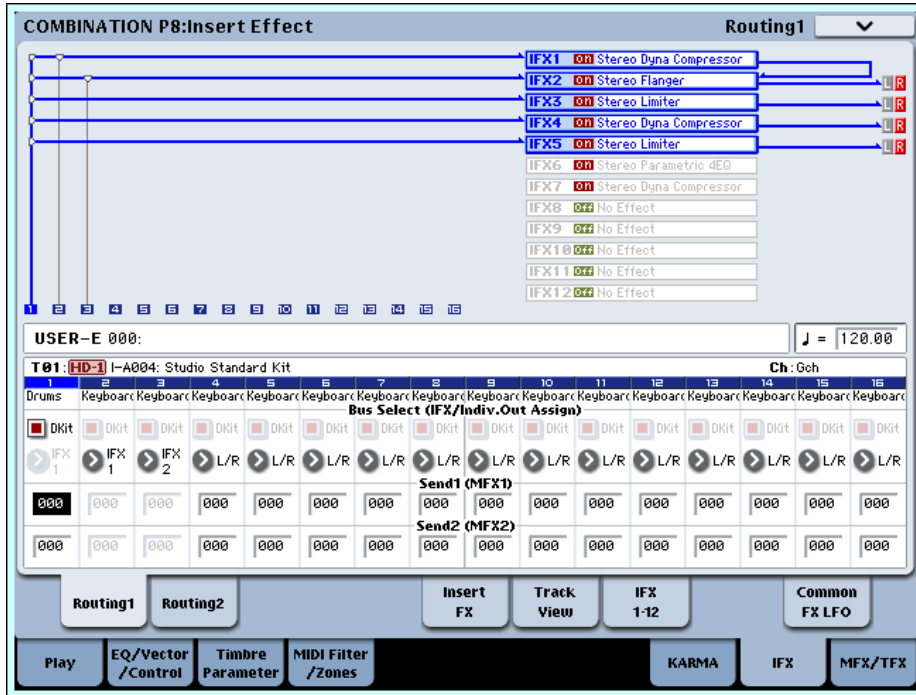 COMBINATION P8:Insert Effect
Routing1
IFX1 On Stereo Dyna Compressor
IFX2 On Stereo Flanger
L R
IFX3 On Stereo Limiter
L R
IFX4 On Stereo Dyna Compressor
L R
IFX5 On Stereo Limiter
L R
IFX6 On Stereo Parametric 4EQ
IFX7 On Stereo Dyna Compressor
IFX8 Off No Effect
IFX9 Off No Effect
IFX10 Off No Effect
IFX11 Off No Effect
IFX12 Off No Effect
1 2 3 4 5 6 7 8 9 10 11 12 13 14 15 16
USER-E 000:
♩ = 120.00
T01: HD-1 I-A004: Studio Standard Kit
Ch:Gch
1 2 3 4 5 6 7 8 9 10 11 12 13 14 15 16
Drums Keyboard Keyboard Keyboard Keyboard Keyboard Keyboard Keyboard Keyboard Keyboard Keyboard Keyboard Keyboard Keyboard Keyboard Keyboard
Bus Select (IFX/Indiv.Out Assign)
DKit DKit DKit DKit DKit DKit DKit DKit DKit DKit DKit DKit DKit DKit DKit DKit
IFX 1 IFX 1 IFX 2 L/R L/R L/R L/R L/R L/R L/R L/R L/R L/R L/R L/R L/R
Send1 (MFX1)
000 000 000 000 000 000 000 000 000 000 000 000 000 000 000 000
Send2 (MFX2)
000 000 000 000 000 000 000 000 000 000 000 000 000 000 000 000
Routing1
Routing2
Insert FX
Track View
IFX 1-12
Common FX LFO
Play
EQ/Vector /Control
Timbre Parameter
MIDI Filter /Zones
KARMA
IFX
MFX/TFX